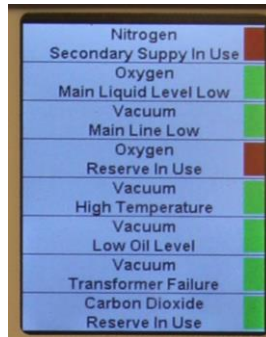 Nitrogen
Secondary Suppy In Use
Oxygen
Main Liquid Level Low
Vacuum
Main Line Low
Oxygen
Reserve In Use
Vacuum
High Temperature
Vacuum
Low Oil Level
Vacuum
Transformer Failure
Carbon Dioxide
Reserve In Use